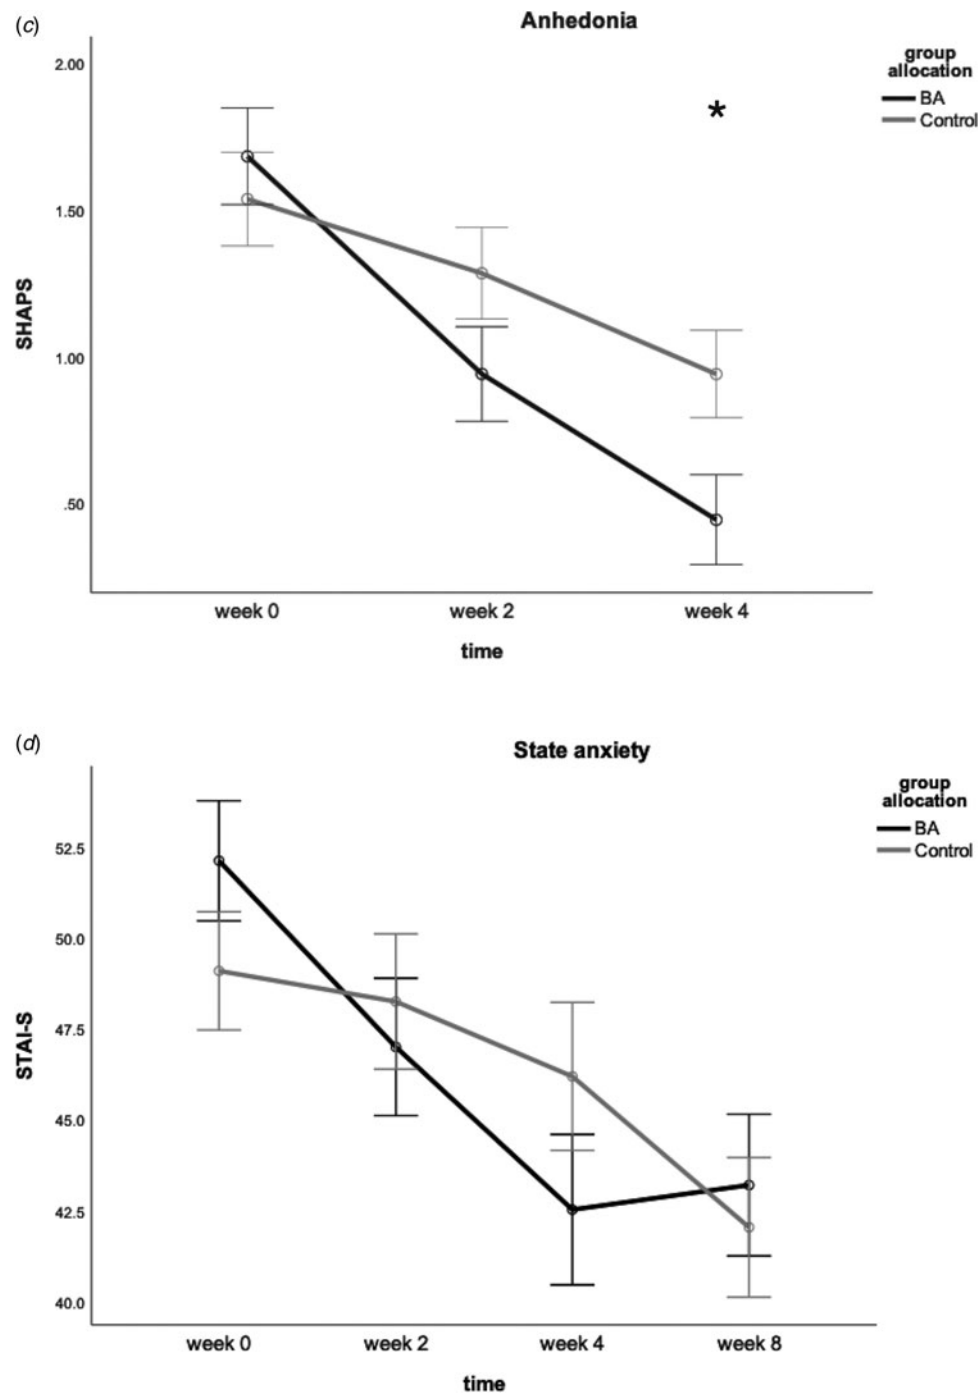 (c)
Anhedonia
group
allocation
BA
Control
*
SHAPS
2.00
1.50
1.00
.50
week 0 week 2 week 4
time
(d)
State anxiety
group
allocation
BA
Control
STAI-S
52.5
50.0
47.5
45.0
42.5
40.0
week 0 week 2 week 4 week 8
time